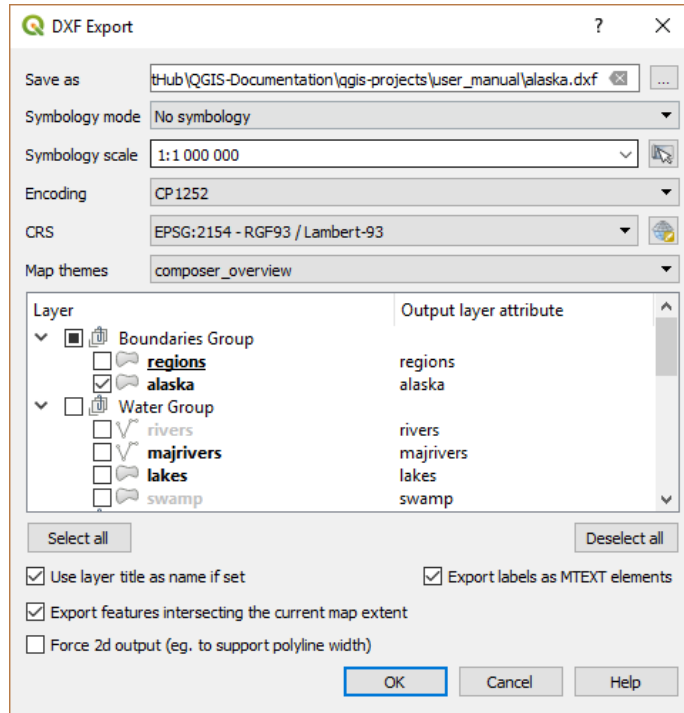 DXF Export ?
Save as tHub\QGIS-Documentation\qgis-projects\user_manual\alaska.dxf ...
Symbology mode No symbology
Symbology scale 1:1 000 000
Encoding CP1252
CRS EPSG:2154 - RGF93 / Lambert-93
Map themes composer_overview
Layer Output layer attribute
Boundaries Group
regions regions
alaska alaska
Water Group
rivers rivers
majrivers majrivers
lakes lakes
swamp swamp
Select all Deselect all
Use layer title as name if set Export labels as MTEXT elements
Export features intersecting the current map extent
Force 2d output (eg. to support polyline width)
OK Cancel Help